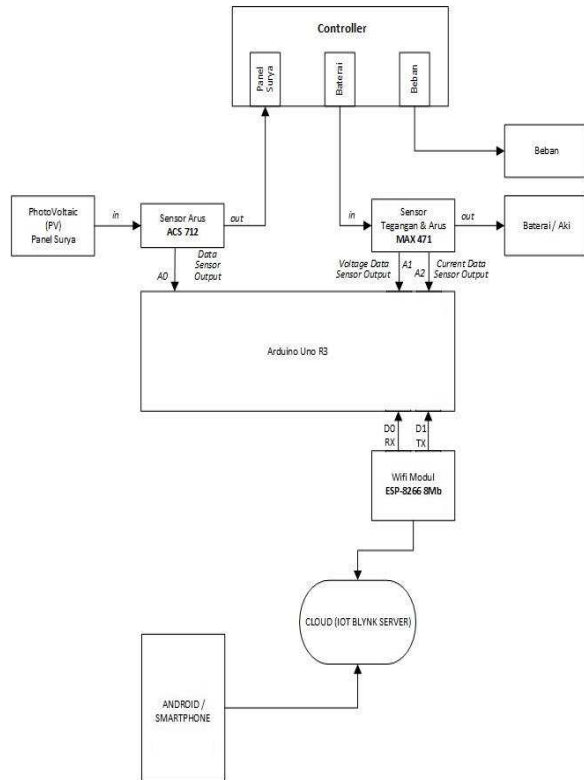 Controller
Panel
Surya
Baterai
Beban
Beban
PhotoVoltaic
(PV)
Panel Surya
in
Sensor Arus
ACS 712
out
in
Sensor
Tegangan & Arus
MAX 471
out
Baterai / Aki
A0
Data
Sensor
Output
Voltage Data
Sensor Output
A1
A2
Current Data
Sensor Output
Arduino Uno R3
D0
RX
D1
TX
Wifi Modul
ESP-8266 8Mb
CLOUD (IOT BLYNK SERVER)
ANDROID /
SMARTPHONE